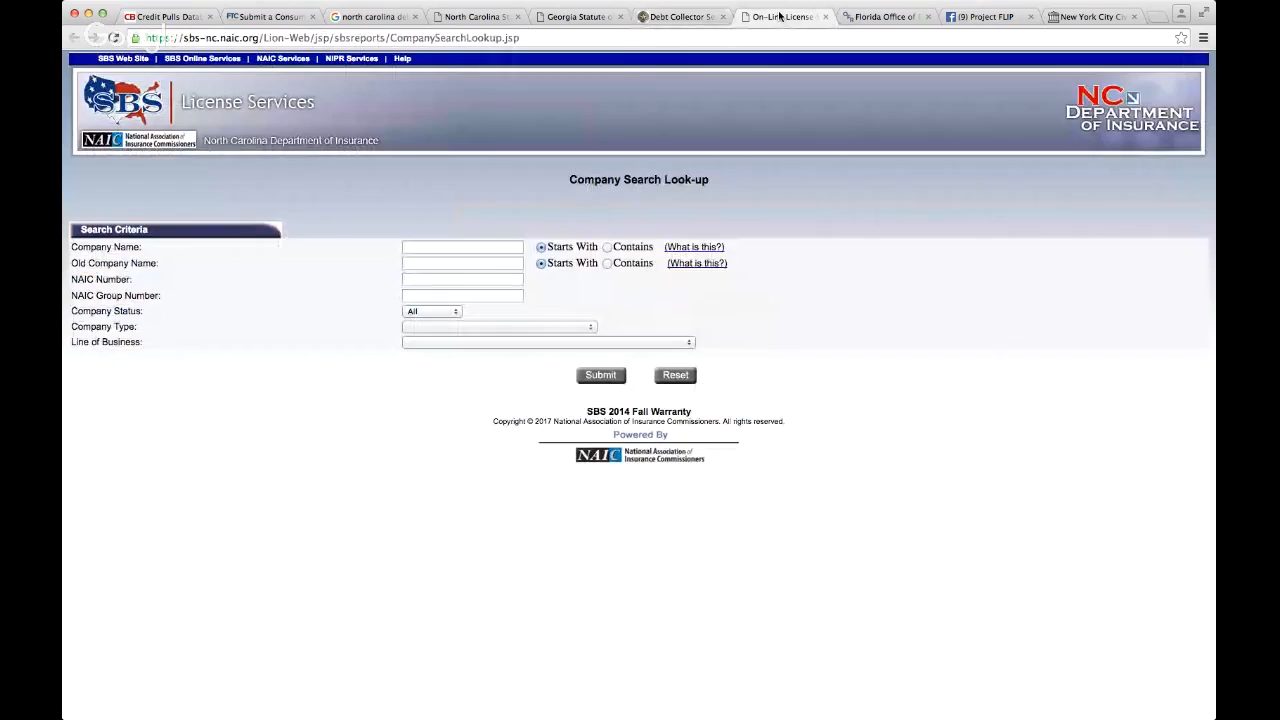 Credit Pulls Data
Submit a Consum
north carolina de
North Carolina S
Georgia Statute o
Debt Collector Se
On-Line License
Florida Office of
(9) Project FLIP
New York City Civ
https://sbs-nc.naic.org/Lion-Web/jsp/sbsreports/CompanySearchLookup.jsp
SBS Web Site | SBS Online Services | NAIC Services | NIPR Services | Help
SBS License Services
NC DEPARTMENT OF INSURANCE
NAIC National Association of Insurance Commissioners
North Carolina Department of Insurance
Company Search Look-up
Search Criteria
Company Name: Starts With Contains (What is this?)
Old Company Name: Starts With Contains (What is this?)
NAIC Number:
NAIC Group Number:
Company Status: All
Company Type:
Line of Business:
Submit Reset
SBS 2014 Fall Warranty
Copyright © 2017 National Association of Insurance Commissioners. All rights reserved.
Powered By
NAIC National Association of Insurance Commissioners